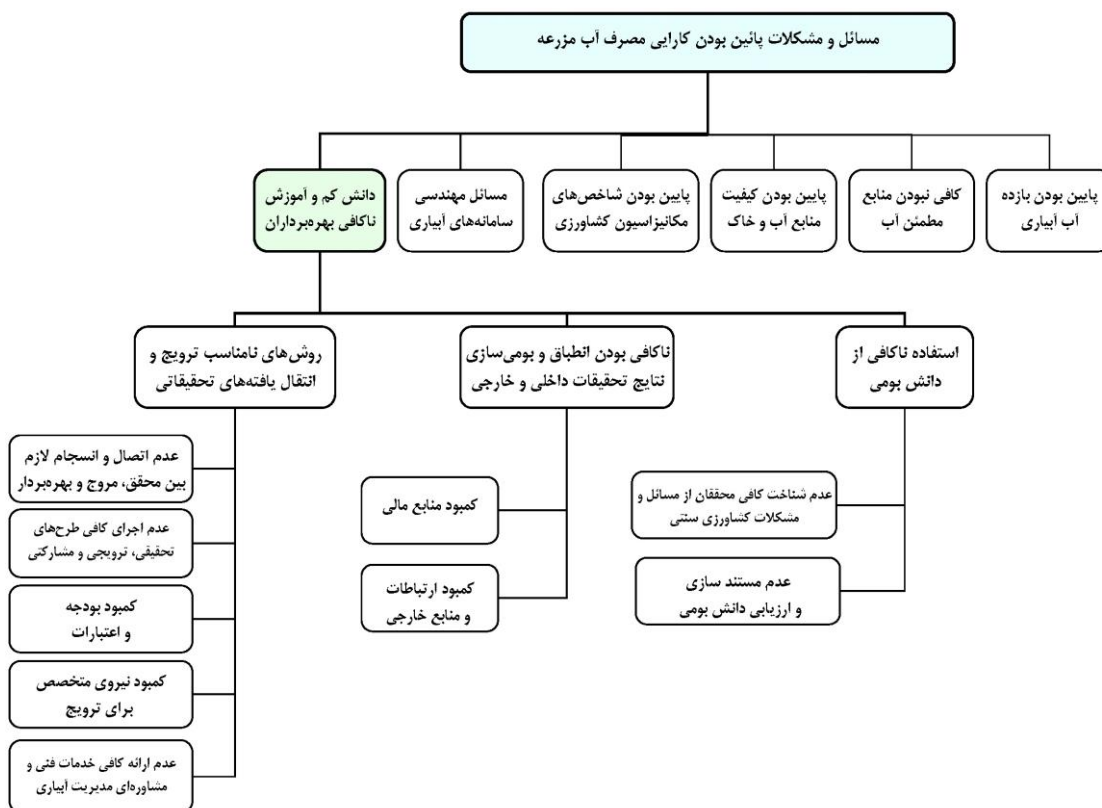 مسائل و مشکلات پائین بودن کارایی مصرف آب مزرعه
پایین بودن بازده
آب آبیاری
کافی نبودن منابع
مطمئن آب
پایین بودن کیفیت
منابع آب و خاک
پایین بودن شاخص‌های
مکانیزاسیون کشاورزی
مسائل مهندسی
سامانه‌های آبیاری
دانش کم و آموزش
ناکافی بهره‌برداران
استفاده ناکافی از
دانش بومی
ناکافی بودن انطباق و بومی‌سازی
نتایج تحقیقات داخلی و خارجی
روش‌های نامناسب ترویج و
انتقال یافته‌های تحقیقاتی
عدم شناخت کافی محققان از مسائل و
مشکلات کشاورزی سنتی
عدم مستند سازی
و ارزیابی دانش بومی
کمبود منابع مالی
کمبود ارتباطات
و منابع خارجی
عدم اتصال و انسجام لازم
بین محقق، مروج و بهره‌بردار
عدم اجرای کافی طرح‌های
تحقیقی، ترویجی و مشارکتی
کمبود بودجه
و اعتبارات
کمبود نیروی متخصص
برای ترویج
عدم ارائه کافی خدمات فنی و
مشاوره‌ای مدیریت آبیاری